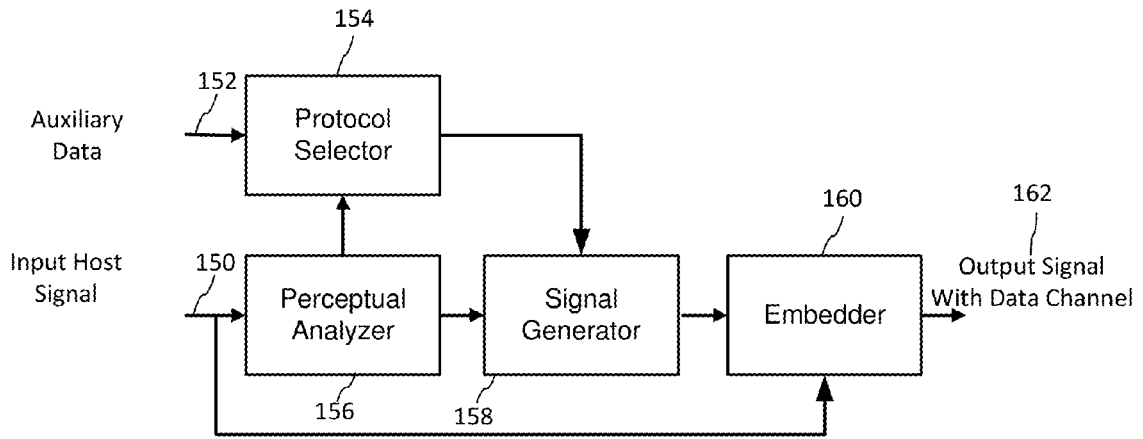 154
152
Auxiliary
Data
Protocol
Selector
160
162
Input Host
Signal
150
Perceptual
Analyzer
Signal
Generator
Embedder
Output Signal
With Data Channel
156
158